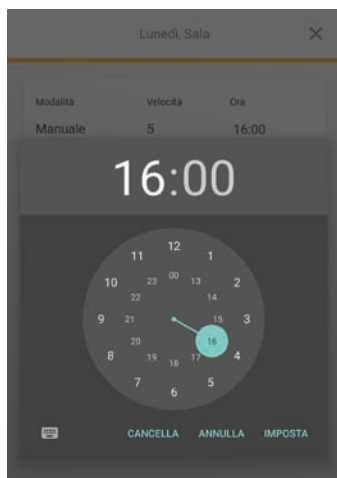 Lunedì, Sala
Modalità Velocità Ora
Manuale 5 16:00
16:00
12
11 1
00
23 13
10 2
22 14
9 21 15 3
20 16
8 4
19 17
18
7 5
6
CANCELLA ANNULLA IMPOSTA